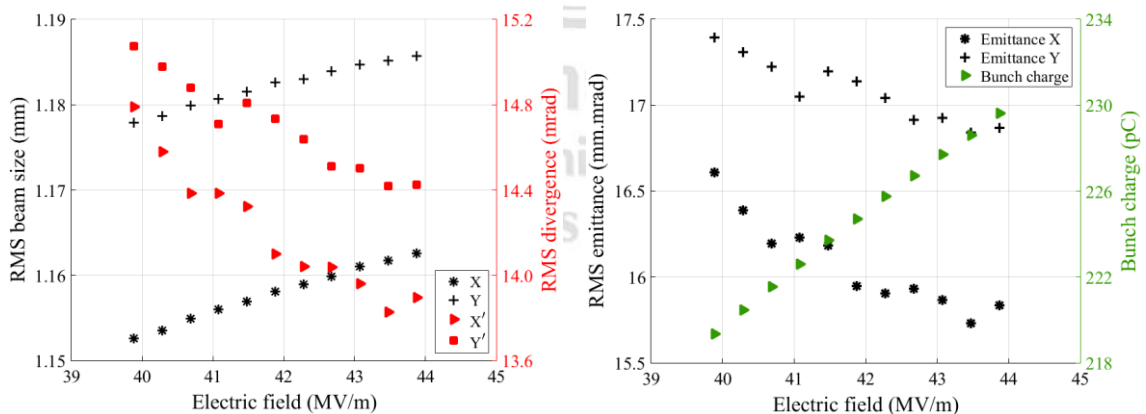 1.19
1.18
1.17
1.16
1.15
RMS beam size (mm)
15.2
14.8
14.4
14.0
13.6
RMS divergence (mrad)
X
Y
X′
Y′
39 40 41 42 43 44 45
Electric field (MV/m)
17.5
17
16.5
16
15.5
RMS emittance (mm.mrad)
Emittance X
Emittance Y
Bunch charge
234
230
226
222
218
Bunch charge (pC)
39 40 41 42 43 44 45
Electric field (MV/m)